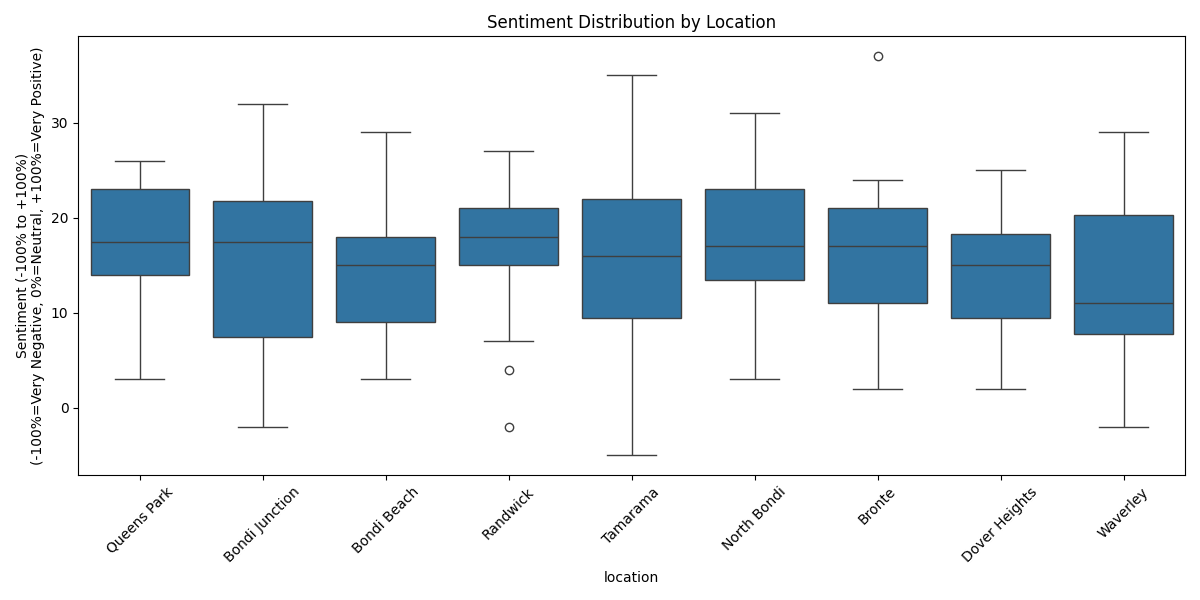 Sentiment Distribution by Location
Sentiment (-100% to +100%)
(-100%=Very Negative, 0%=Neutral, +100%=Very Positive)
30
20
10
0
Queens Park
Bondi Junction
Bondi Beach
Randwick
Tamarama
North Bondi
Bronte
Dover Heights
Waverley
location